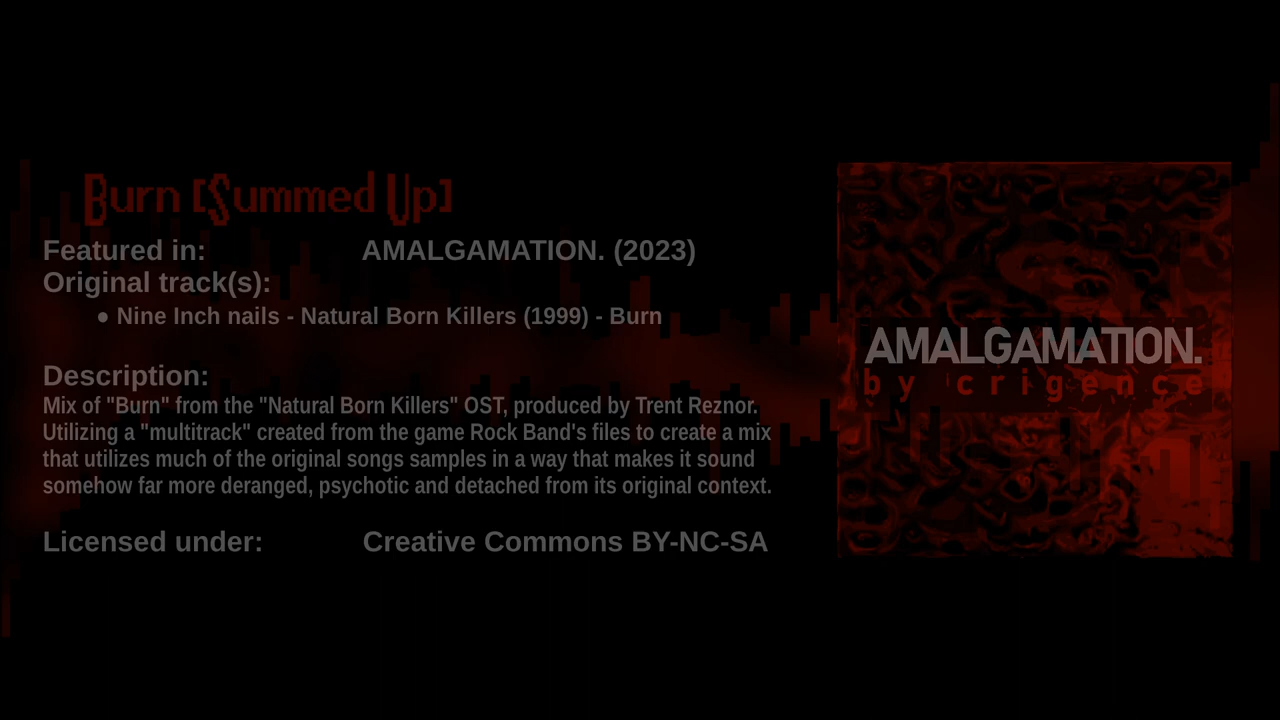 Burn [Summed Up]
Featured in: AMALGAMATION. (2023)
Original track(s):
● Nine Inch nails - Natural Born Killers (1999) - Burn
Description:
Mix of "Burn" from the "Natural Born Killers" OST, produced by Trent Reznor.
Utilizing a "multitrack" created from the game Rock Band's files to create a mix
that utilizes much of the original songs samples in a way that makes it sound
somehow far more deranged, psychotic and detached from its original context.
Licensed under: Creative Commons BY-NC-SA
AMALGAMATION.
by crigence